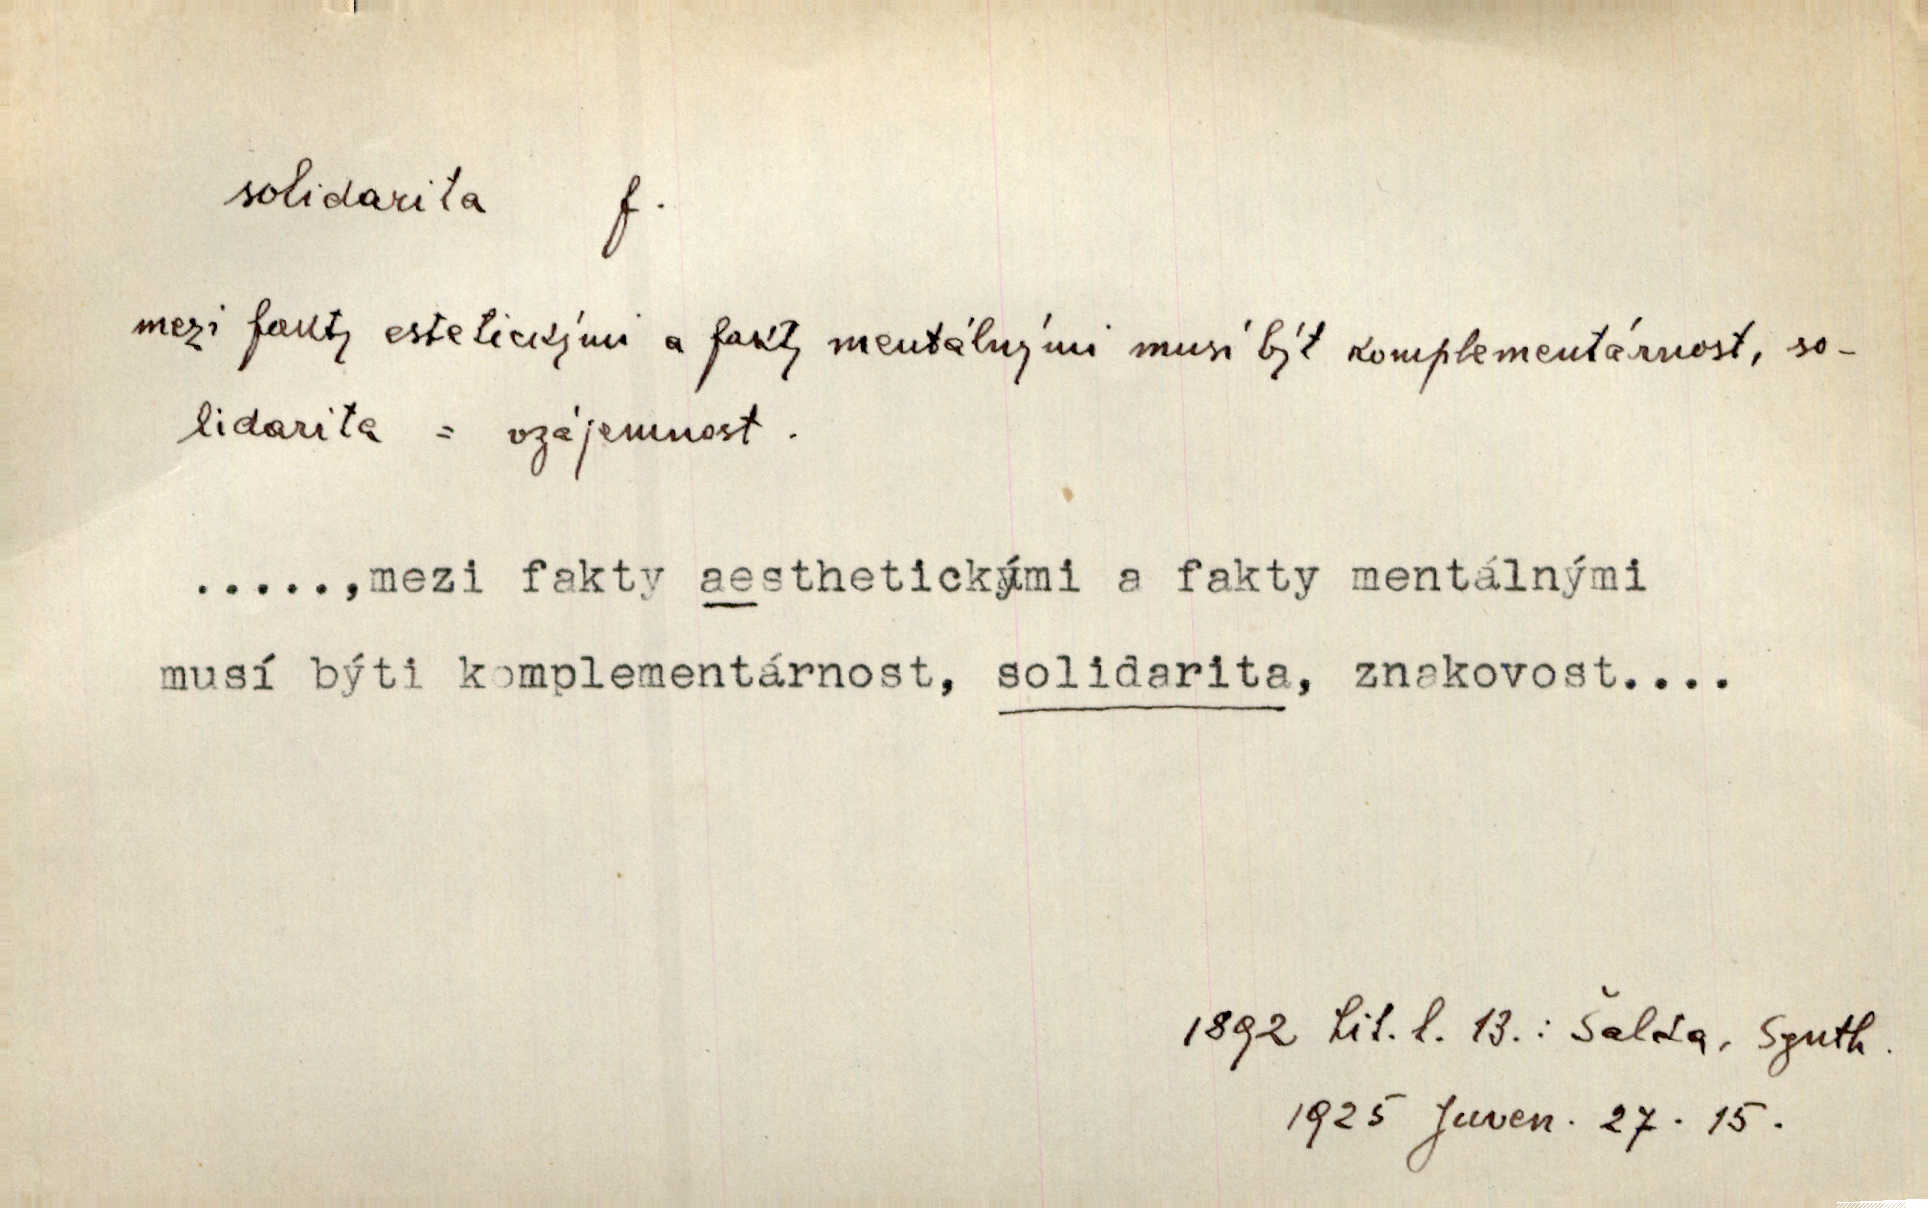 solidarita f.
mezi fakty estetickými a fakty mentálnými musí být komplementárnost, so-
lidarita = vzájemnost.
.....,mezi fakty aesthetickými a fakty mentálnými
musí býti komplementárnost, solidarita, znakovost....
1892 Lit. l. 13.: Šalda, Synth.
1925 Juven. 27. 15.